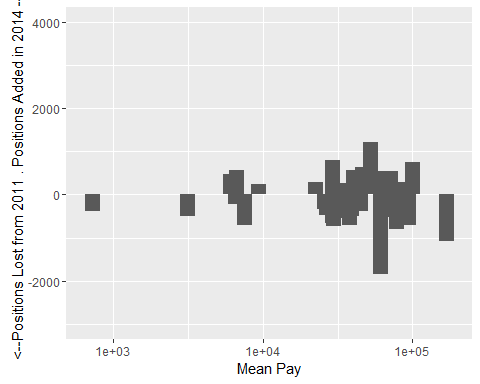 <--Positions Lost from 2011 . Positions Added in 2014 --
4000
2000
0
-2000
1e+03
1e+04
1e+05
Mean Pay